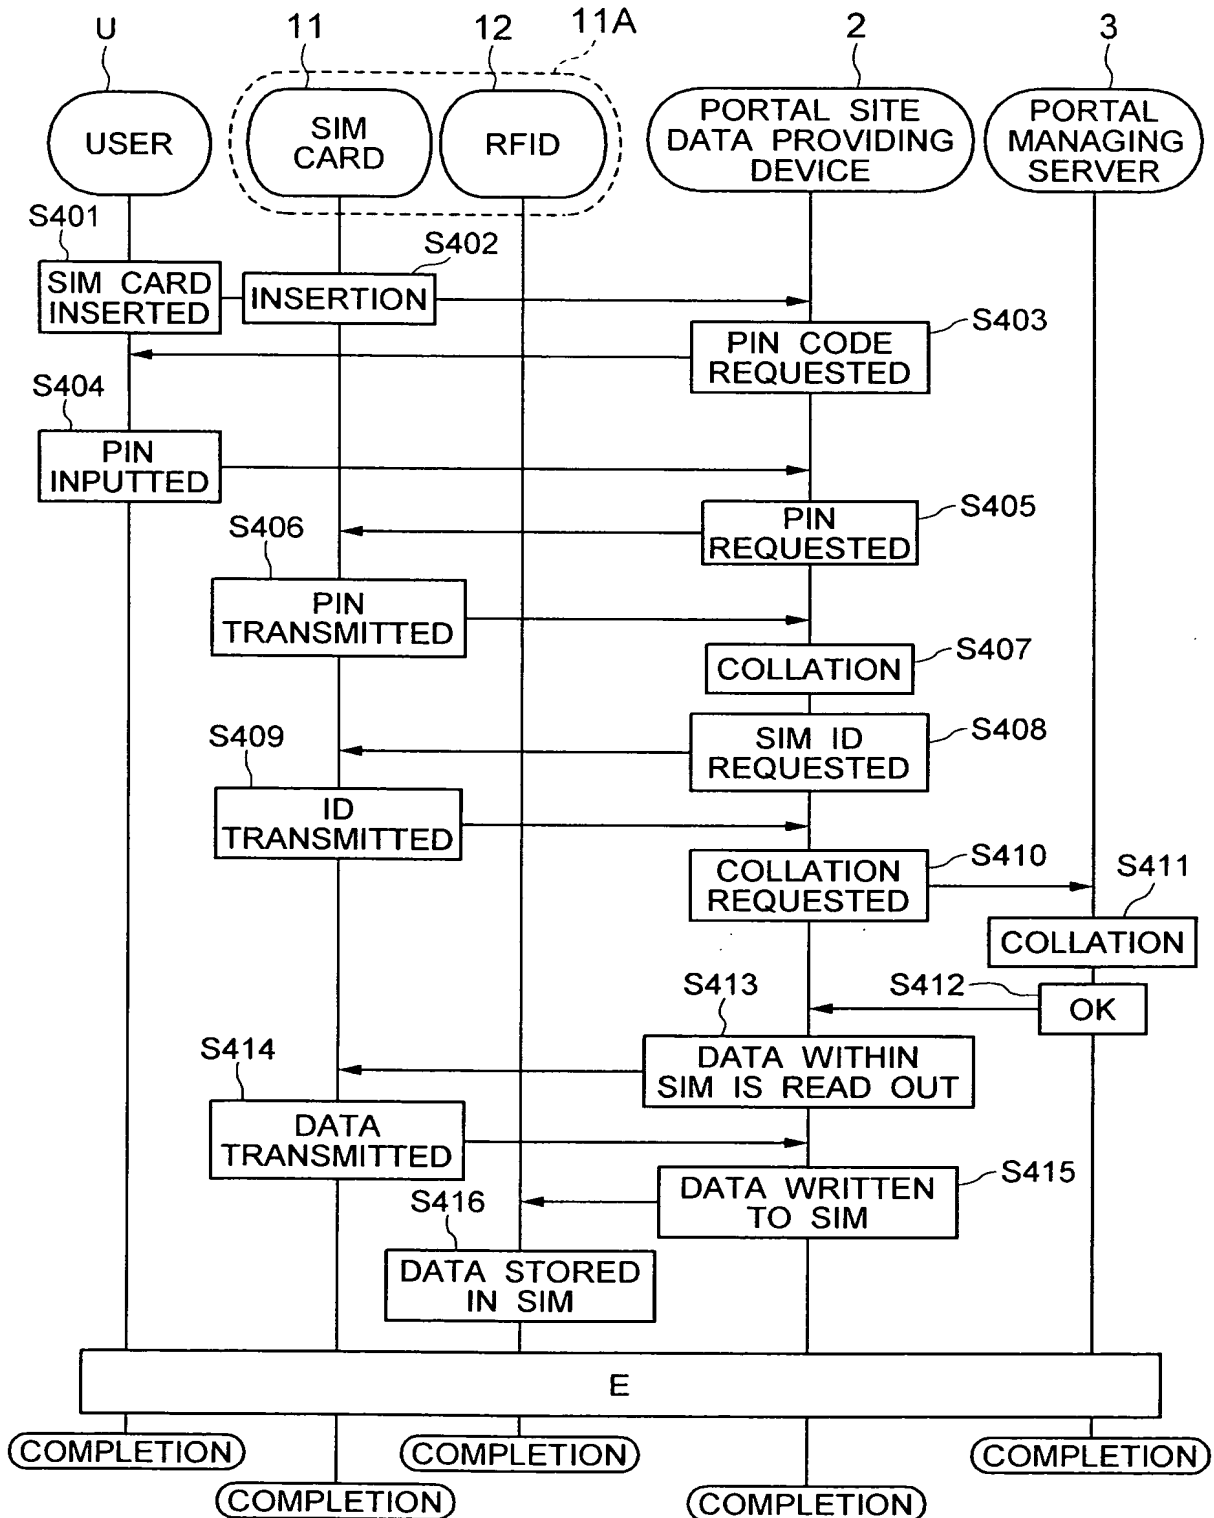 U
11
12
11A
2
3
USER
SIM
CARD
RFID
PORTAL SITE
DATA PROVIDING
DEVICE
PORTAL
MANAGING
SERVER
S401
S402
SIM CARD
INSERTED
INSERTION
S403
PIN CODE
REQUESTED
S404
PIN
INPUTTED
S405
PIN
REQUESTED
S406
PIN
TRANSMITTED
S407
COLLATION
S408
SIM ID
REQUESTED
S409
ID
TRANSMITTED
S410
COLLATION
REQUESTED
S411
COLLATION
S412
OK
S413
DATA WITHIN
SIM IS READ OUT
S414
DATA
TRANSMITTED
S415
DATA WRITTEN
TO SIM
S416
DATA STORED
IN SIM
E
COMPLETION
COMPLETION
COMPLETION
COMPLETION
COMPLETION